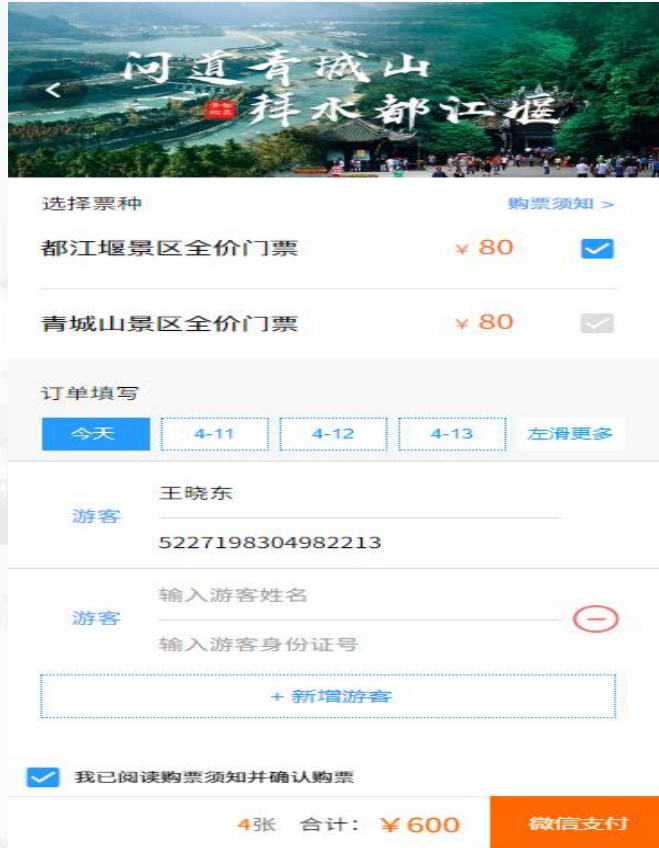 问道青城山
拜水都江堰
选择票种
购票须知 >
都江堰景区全价门票 ¥ 80
青城山景区全价门票 ¥ 80
订单填写
今天 4-11 4-12 4-13 左滑更多
王晓东
游客
5227198304982213
输入游客姓名
游客
输入游客身份证号
+ 新增游客
我已阅读购票须知并确认购票
4张 合计: ¥ 600 微信支付